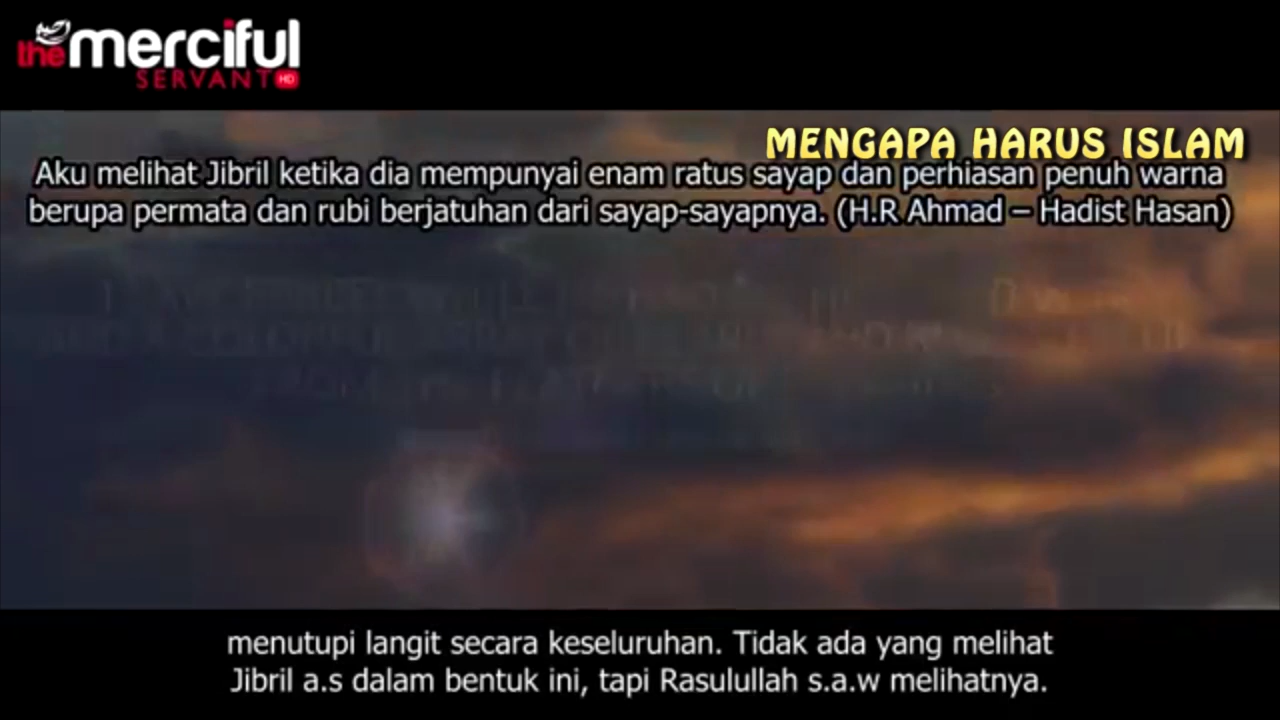 the merciful
SERVANT HD
MENGAPA HARUS ISLAM
Aku melihat Jibril ketika dia mempunyai enam ratus sayap dan perhiasan penuh warna
berupa permata dan rubi berjatuhan dari sayap-sayapnya. (H.R Ahmad – Hadist Hasan)
menutupi langit secara keseluruhan. Tidak ada yang melihat
Jibril a.s dalam bentuk ini, tapi Rasulullah s.a.w melihatnya.